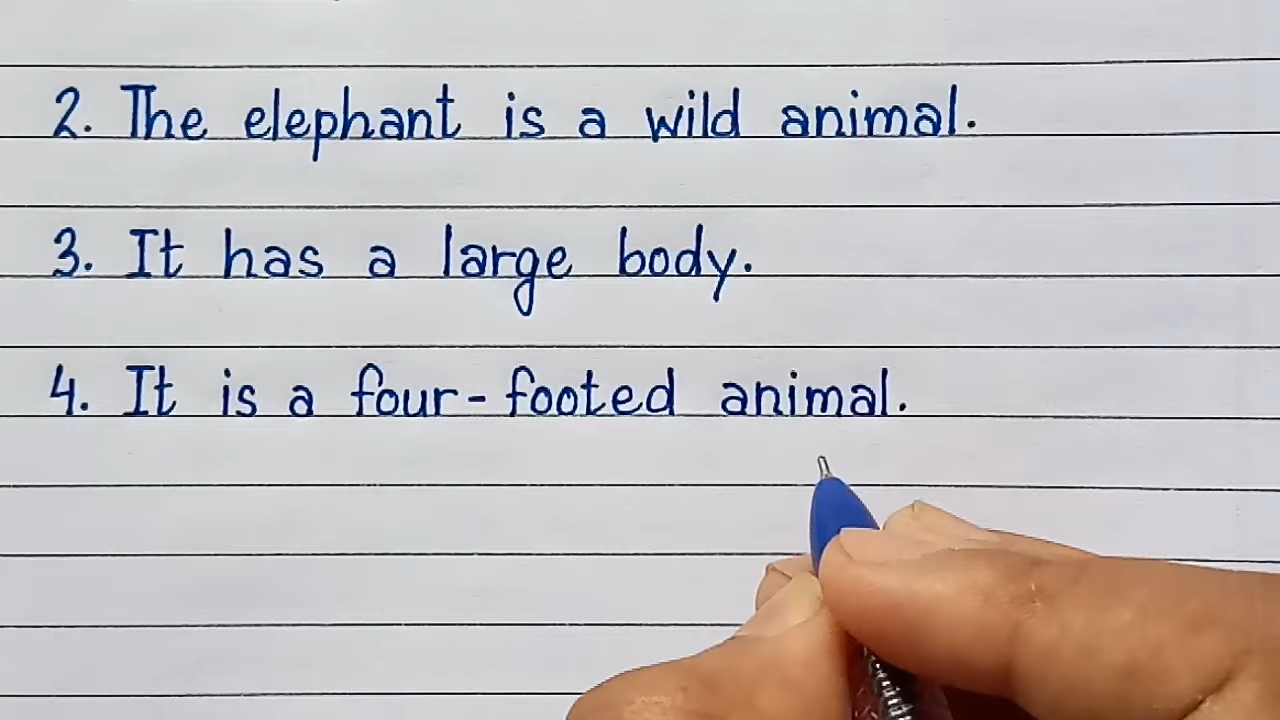 2. The elephant is a wild animal.
3. It has a large body.
4. It is a four-footed animal.